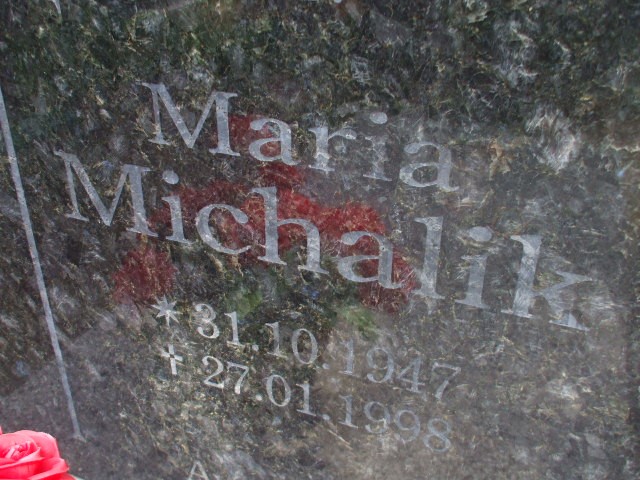 Maria
Michalik
* 31.10.1947
† 27.01.1998
A.